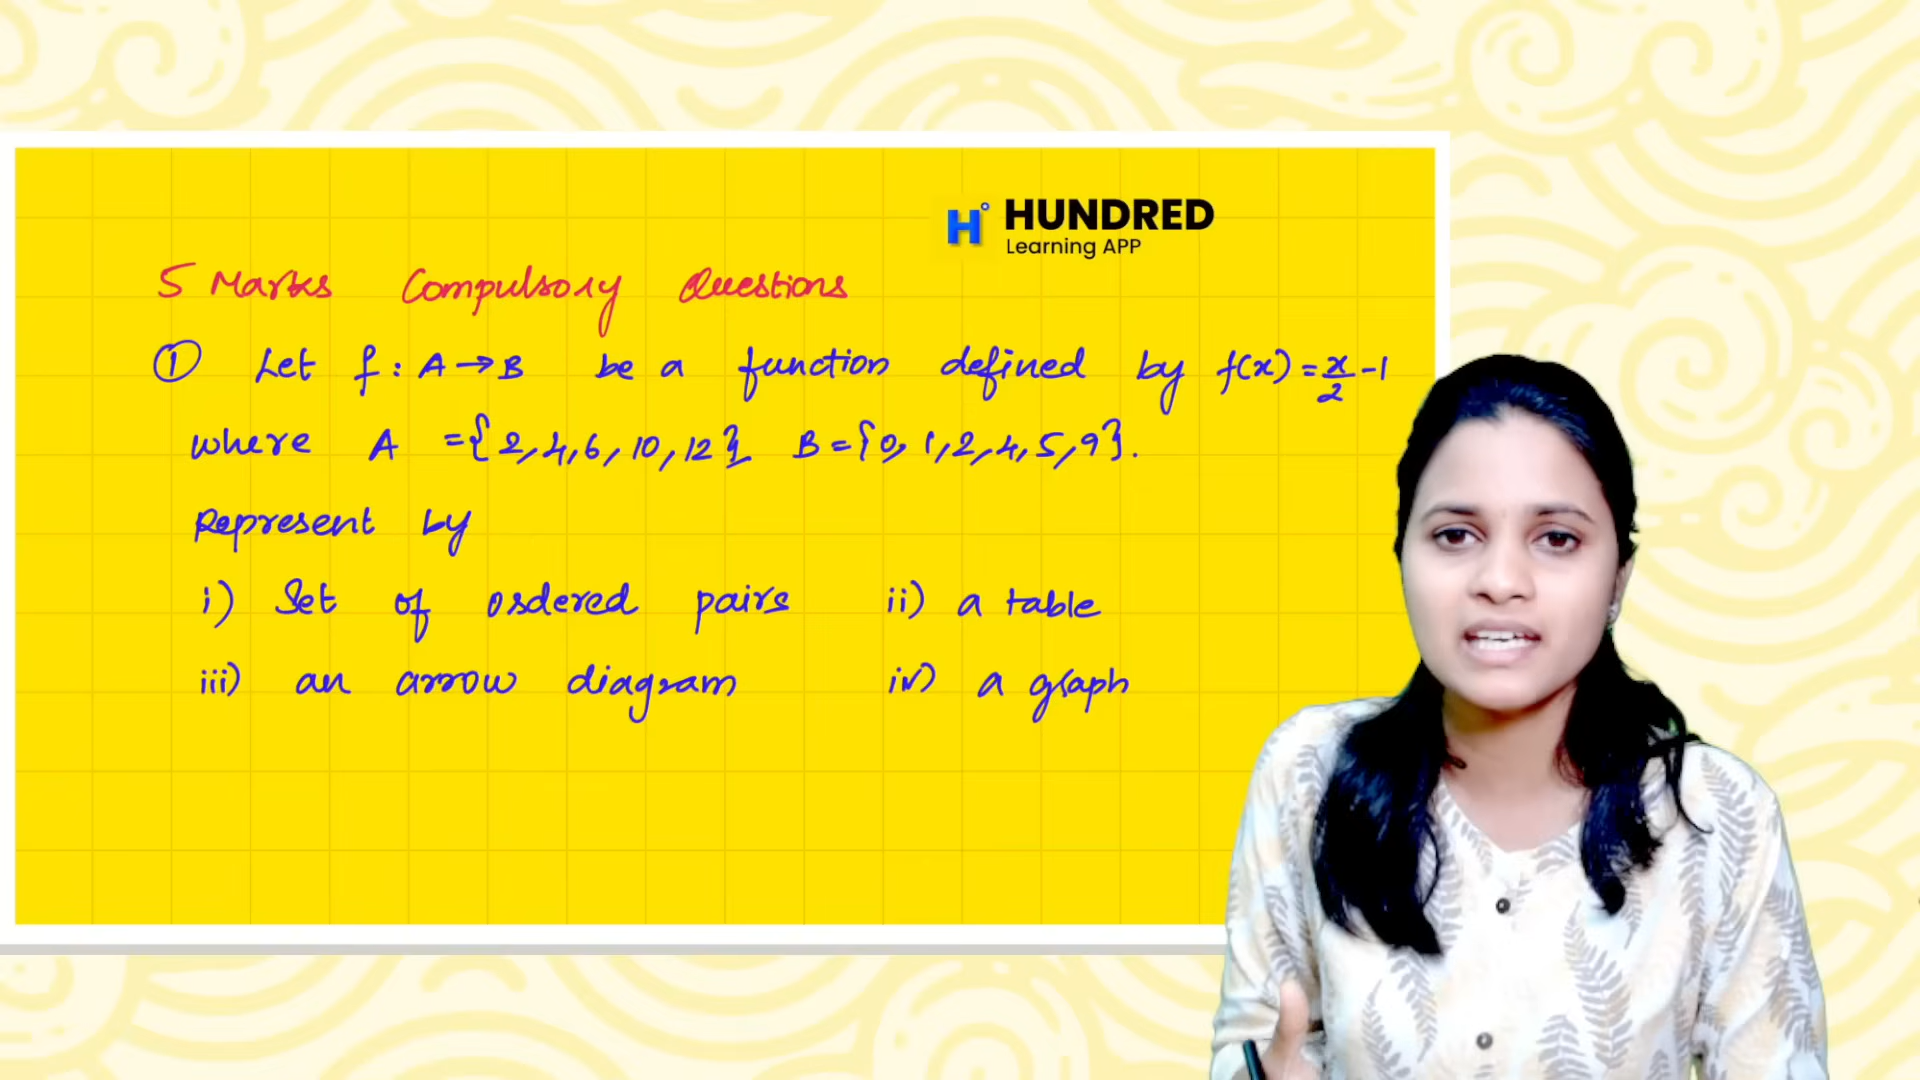 H° HUNDRED
Learning APP
5 Marks Compulsory Questions
① Let f : A → B be a function defined by f(x) = x/2 - 1
where A = {2,4,6,10,12} B = {0,1,2,4,5,9}.
Represent by
i) Set of ordered pairs ii) a table
iii) an arrow diagram iv) a graph